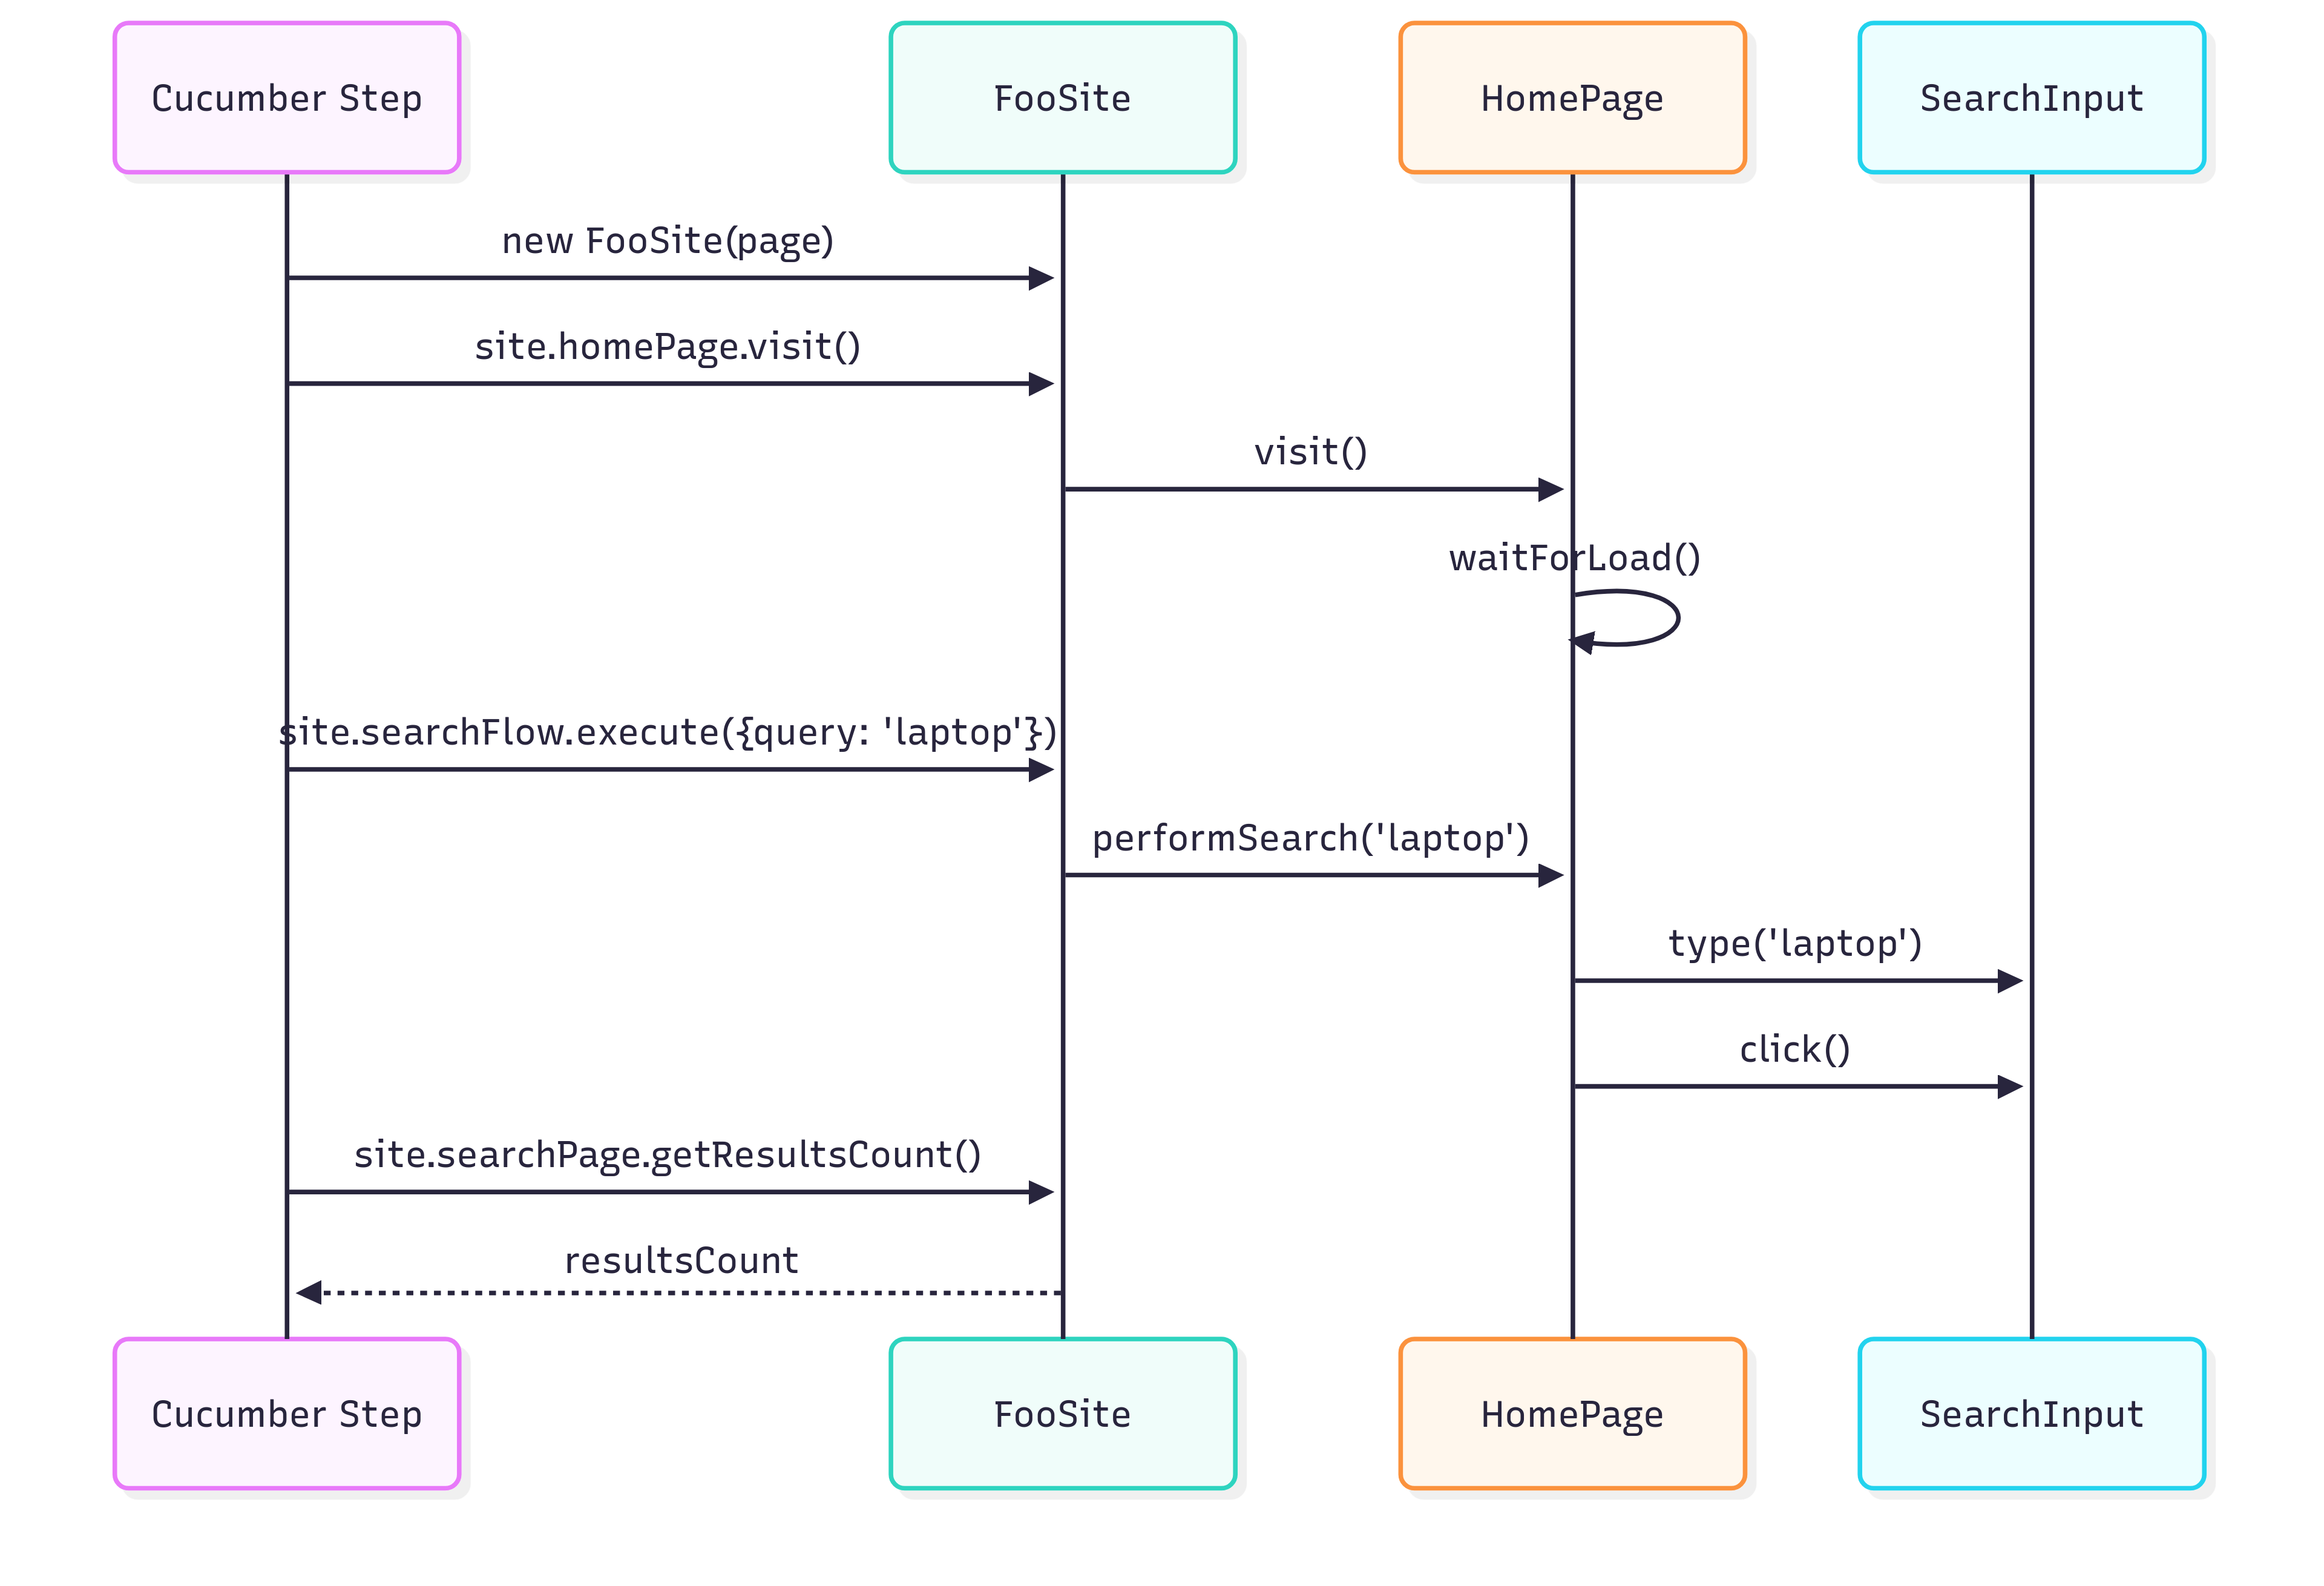 Cucumber Step
FooSite
HomePage
SearchInput
new FooSite(page)
site.homePage.visit()
visit()
waitForLoad()
site.searchFlow.execute({query: 'laptop'})
performSearch('laptop')
type('laptop')
click()
site.searchPage.getResultsCount()
resultsCount
Cucumber Step
FooSite
HomePage
SearchInput